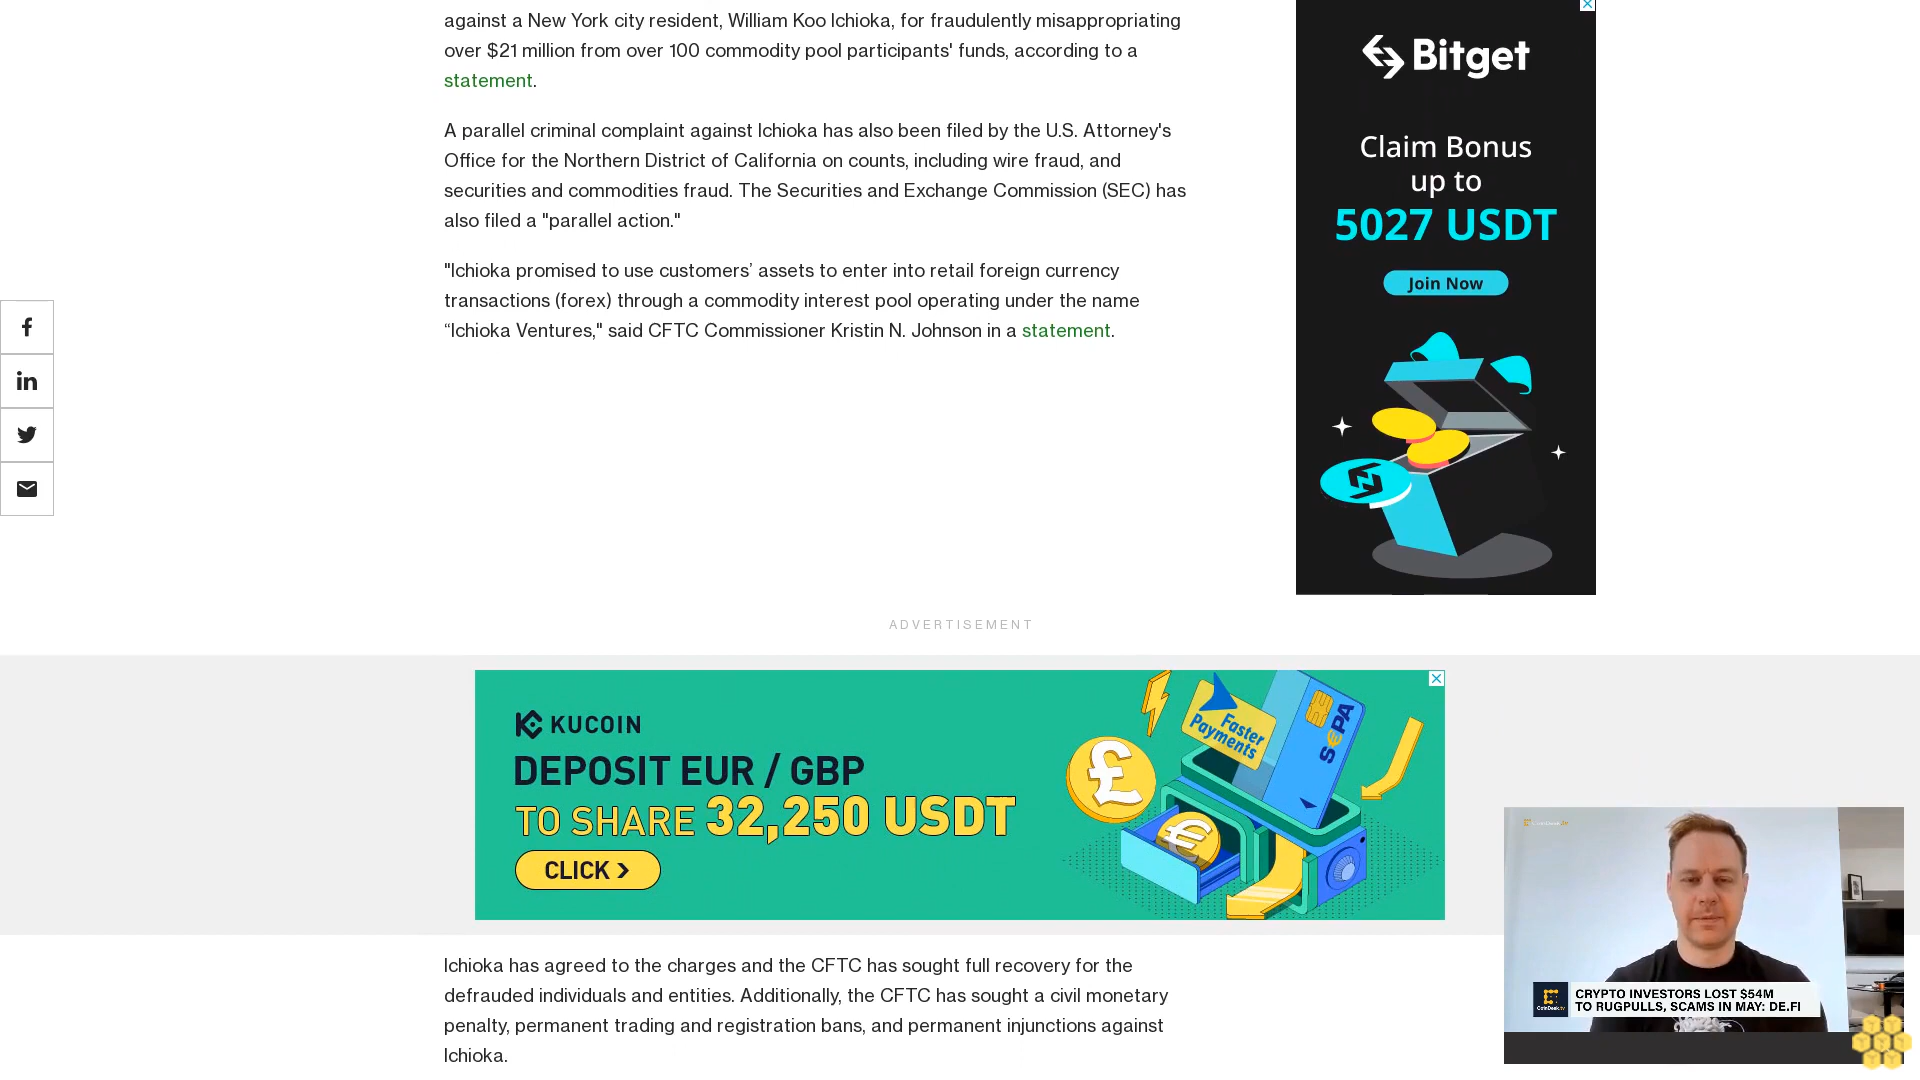 against a New York city resident, William Koo Ichioka, for fraudulently misappropriating
over $21 million from over 100 commodity pool participants' funds, according to a
statement.
A parallel criminal complaint against Ichioka has also been filed by the U.S. Attorney's
Office for the Northern District of California on counts, including wire fraud, and
securities and commodities fraud. The Securities and Exchange Commission (SEC) has
also filed a "parallel action."
"Ichioka promised to use customers’ assets to enter into retail foreign currency
transactions (forex) through a commodity interest pool operating under the name
“Ichioka Ventures," said CFTC Commissioner Kristin N. Johnson in a statement.
Bitget
Claim Bonus
up to
5027 USDT
Join Now
ADVERTISEMENT
KUCOIN
DEPOSIT EUR / GBP
TO SHARE 32,250 USDT
CLICK >
Faster
Payments
SEPA
Ichioka has agreed to the charges and the CFTC has sought full recovery for the
defrauded individuals and entities. Additionally, the CFTC has sought a civil monetary
penalty, permanent trading and registration bans, and permanent injunctions against
Ichioka.
CRYPTO INVESTORS LOST $54M
TO RUGPULLS, SCAMS IN MAY: DE.FI